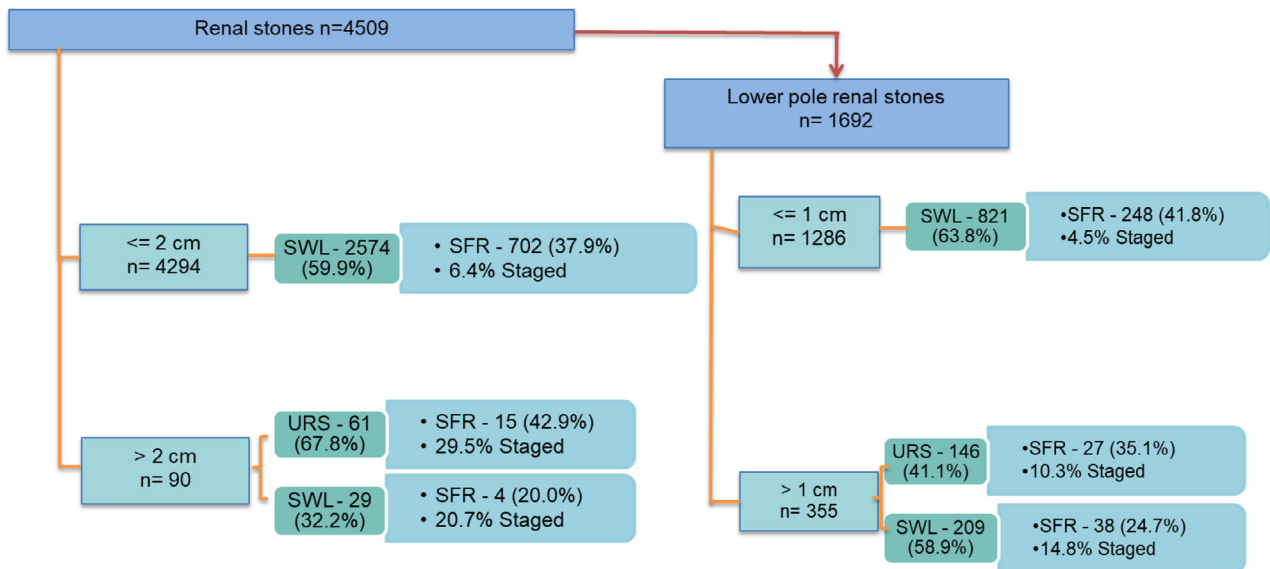 Renal stones n=4509
Lower pole renal stones
n= 1692
<= 2 cm
n= 4294
SWL - 2574
(59.9%)
• SFR - 702 (37.9%)
• 6.4% Staged
> 2 cm
n= 90
URS - 61
(67.8%)
• SFR - 15 (42.9%)
• 29.5% Staged
SWL - 29
(32.2%)
• SFR - 4 (20.0%)
• 20.7% Staged
<= 1 cm
n= 1286
SWL - 821
(63.8%)
•SFR - 248 (41.8%)
•4.5% Staged
> 1 cm
n= 355
URS - 146
(41.1%)
•SFR - 27 (35.1%)
•10.3% Staged
SWL - 209
(58.9%)
•SFR - 38 (24.7%)
•14.8% Staged